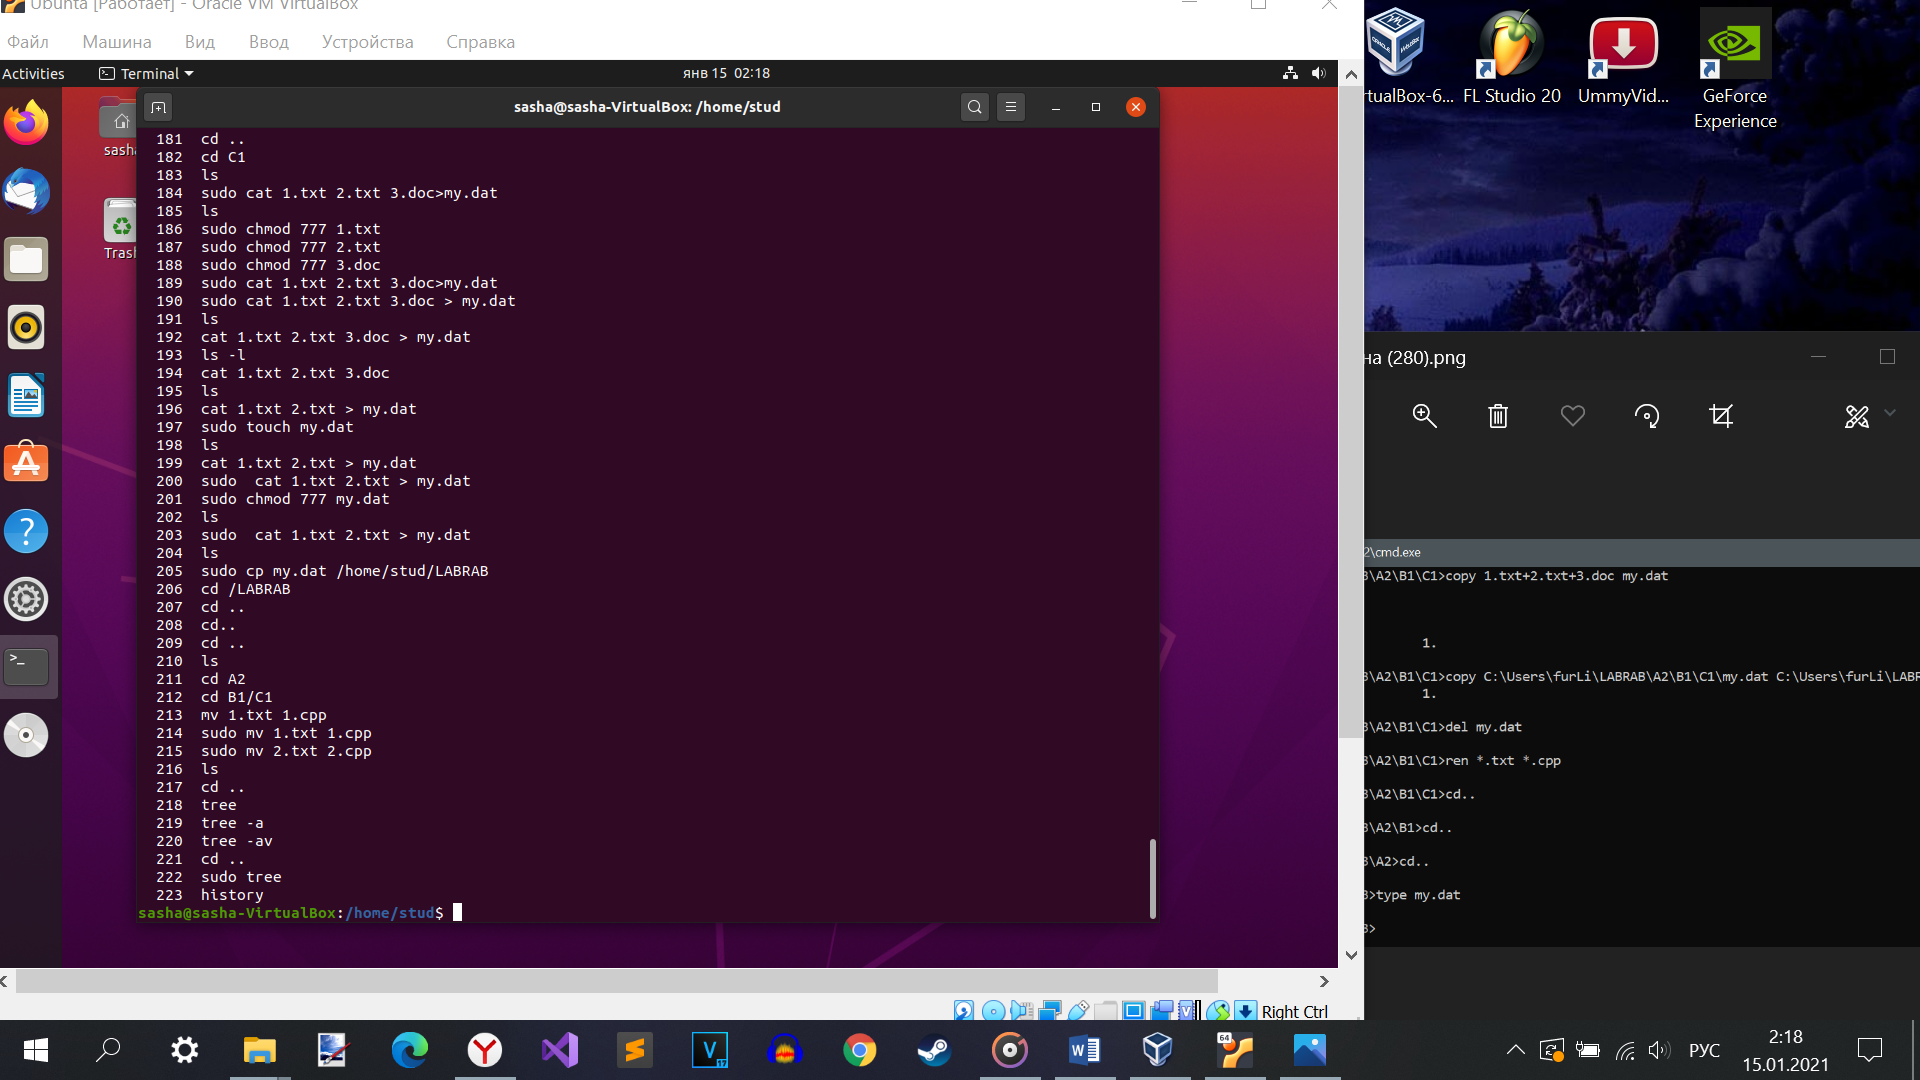 Ubunta [Работает] - Oracle VM VirtualBox
Файл Машина Вид Ввод Устройства Справка
Activities Terminal янв 15 02:18
sasha@sasha-VirtualBox: /home/stud
sasha
Trash
181 cd ..
182 cd C1
183 ls
184 sudo cat 1.txt 2.txt 3.doc>my.dat
185 ls
186 sudo chmod 777 1.txt
187 sudo chmod 777 2.txt
188 sudo chmod 777 3.doc
189 sudo cat 1.txt 2.txt 3.doc>my.dat
190 sudo cat 1.txt 2.txt 3.doc > my.dat
191 ls
192 cat 1.txt 2.txt 3.doc > my.dat
193 ls -l
194 cat 1.txt 2.txt 3.doc
195 ls
196 cat 1.txt 2.txt > my.dat
197 sudo touch my.dat
198 ls
199 cat 1.txt 2.txt > my.dat
200 sudo  cat 1.txt 2.txt > my.dat
201 sudo chmod 777 my.dat
202 ls
203 sudo  cat 1.txt 2.txt > my.dat
204 ls
205 sudo cp my.dat /home/stud/LABRAB
206 cd /LABRAB
207 cd ..
208 cd..
209 cd ..
210 ls
211 cd A2
212 cd B1/C1
213 mv 1.txt 1.cpp
214 sudo mv 1.txt 1.cpp
215 sudo mv 2.txt 2.cpp
216 ls
217 cd ..
218 tree
219 tree -a
220 tree -av
221 cd ..
222 sudo tree
223 history
sasha@sasha-VirtualBox:/home/stud$
Right Ctrl
rtualBox-6... FL Studio 20 UmmyVid... GeForce
Experience
на (280).png
2\cmd.exe
B\A2\B1\C1>copy 1.txt+2.txt+3.doc my.dat
1.
B\A2\B1\C1>copy C:\Users\furLi\LABRAB\A2\B1\C1\my.dat C:\Users\furLi\LABR
1.
B\A2\B1\C1>del my.dat
B\A2\B1\C1>ren *.txt *.cpp
B\A2\B1\C1>cd..
B\A2\B1>cd..
B\A2>cd..
B>type my.dat
B>
РУС
2:18
15.01.2021